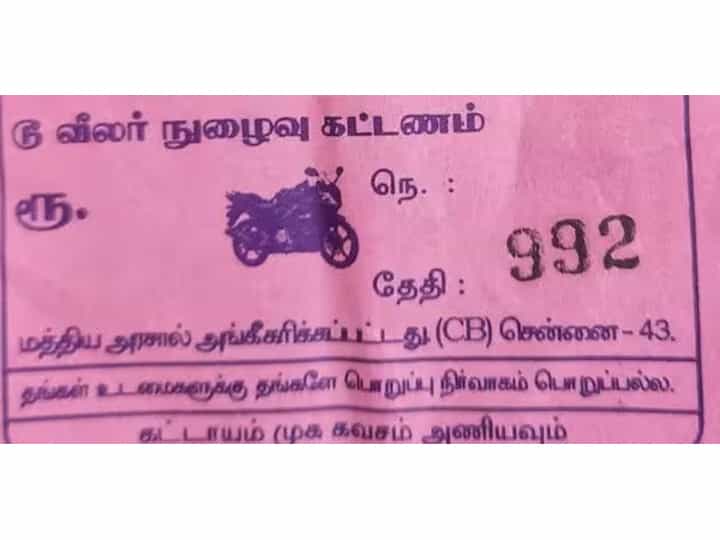 டூ வீலர் நுழைவு கட்டணம்
ரூ.
நெ. :
992
தேதி :
மத்திய அரசால் அங்கீகரிக்கப்பட்டது (CB) சென்னை - 43.
தங்கள் உடமைகளுக்கு தங்களே பொறுப்பு நிர்வாகம் பொறுப்பல்ல.
கட்டாயம் முக கவசம் அணியவும்